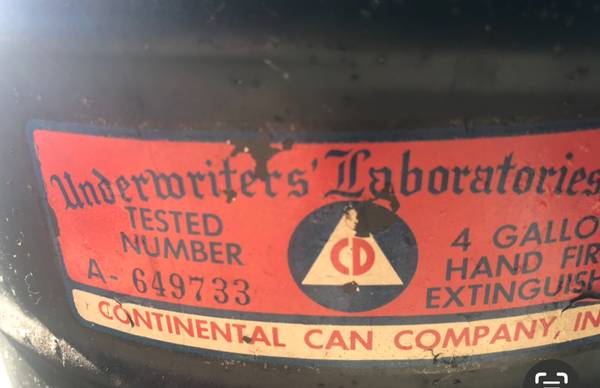 Underwriters' Laboratories
TESTED
NUMBER
A- 649733
CD
4 GALLO
HAND FIR
EXTINGUISH
CONTINENTAL CAN COMPANY, IN